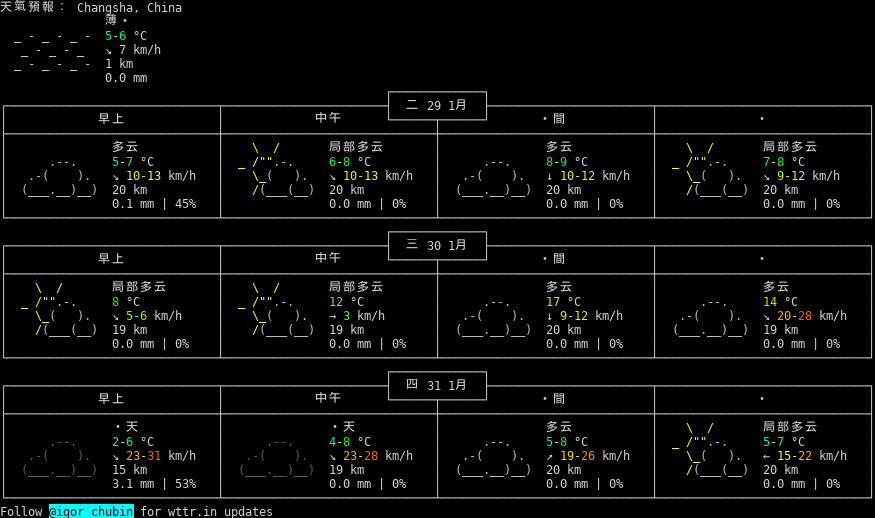 天氣預報： Changsha, China
薄・
5-6 °C
↘ 7 km/h
1 km
0.0 mm
二 29 1月
早上 中午 ・間 ・
多云 局部多云 多云 局部多云
5-7 °C 6-8 °C 8-9 °C 7-8 °C
↘ 10-13 km/h ↘ 10-13 km/h ↓ 10-12 km/h ↘ 9-12 km/h
20 km 20 km 20 km 20 km
0.1 mm | 45% 0.0 mm | 0% 0.0 mm | 0% 0.0 mm | 0%
三 30 1月
早上 中午 ・間 ・
局部多云 局部多云 多云 多云
8 °C 12 °C 17 °C 14 °C
↘ 5-6 km/h → 3 km/h ↓ 9-12 km/h ↘ 20-28 km/h
19 km 19 km 20 km 19 km
0.0 mm | 0% 0.0 mm | 0% 0.0 mm | 0% 0.0 mm | 0%
四 31 1月
早上 中午 ・間 ・
・天 ・天 多云 局部多云
2-6 °C 4-8 °C 5-8 °C 5-7 °C
↘ 23-31 km/h ↘ 23-28 km/h ↗ 19-26 km/h ← 15-22 km/h
15 km 19 km 20 km 20 km
3.1 mm | 53% 0.0 mm | 0% 0.0 mm | 0% 0.0 mm | 0%
Follow @igor_chubin for wttr.in updates